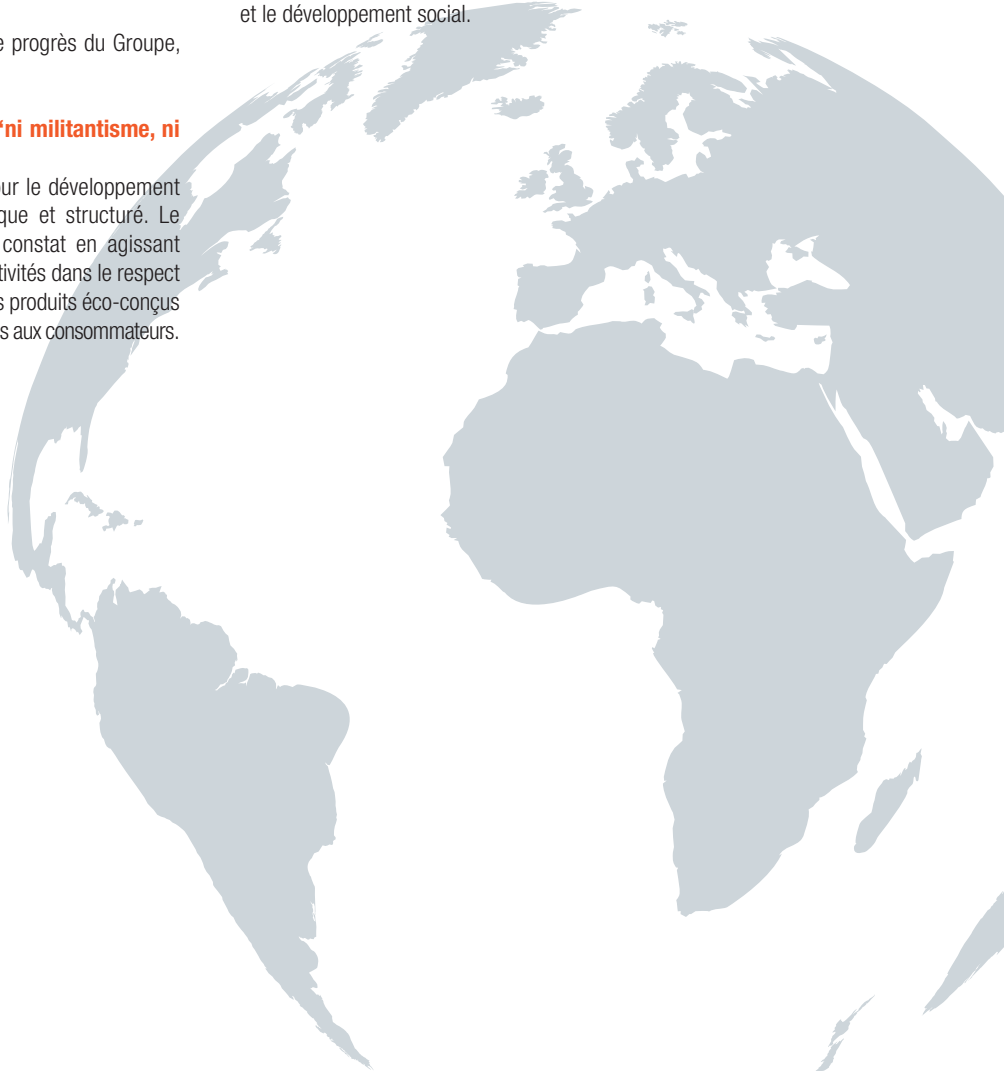 et le développement social.
e progrès du Groupe,
“ni militantisme, ni
our le développement
que et structuré. Le
constat en agissant
tivités dans le respect
s produits éco-conçus
s aux consommateurs.